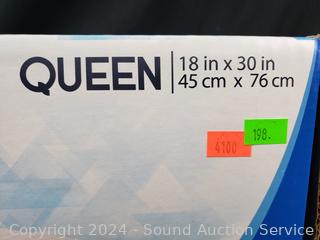 QUEEN 18 in x 30 in
45 cm x 76 cm
4100
198.
Copyright © 2024 - Sound Auction Service